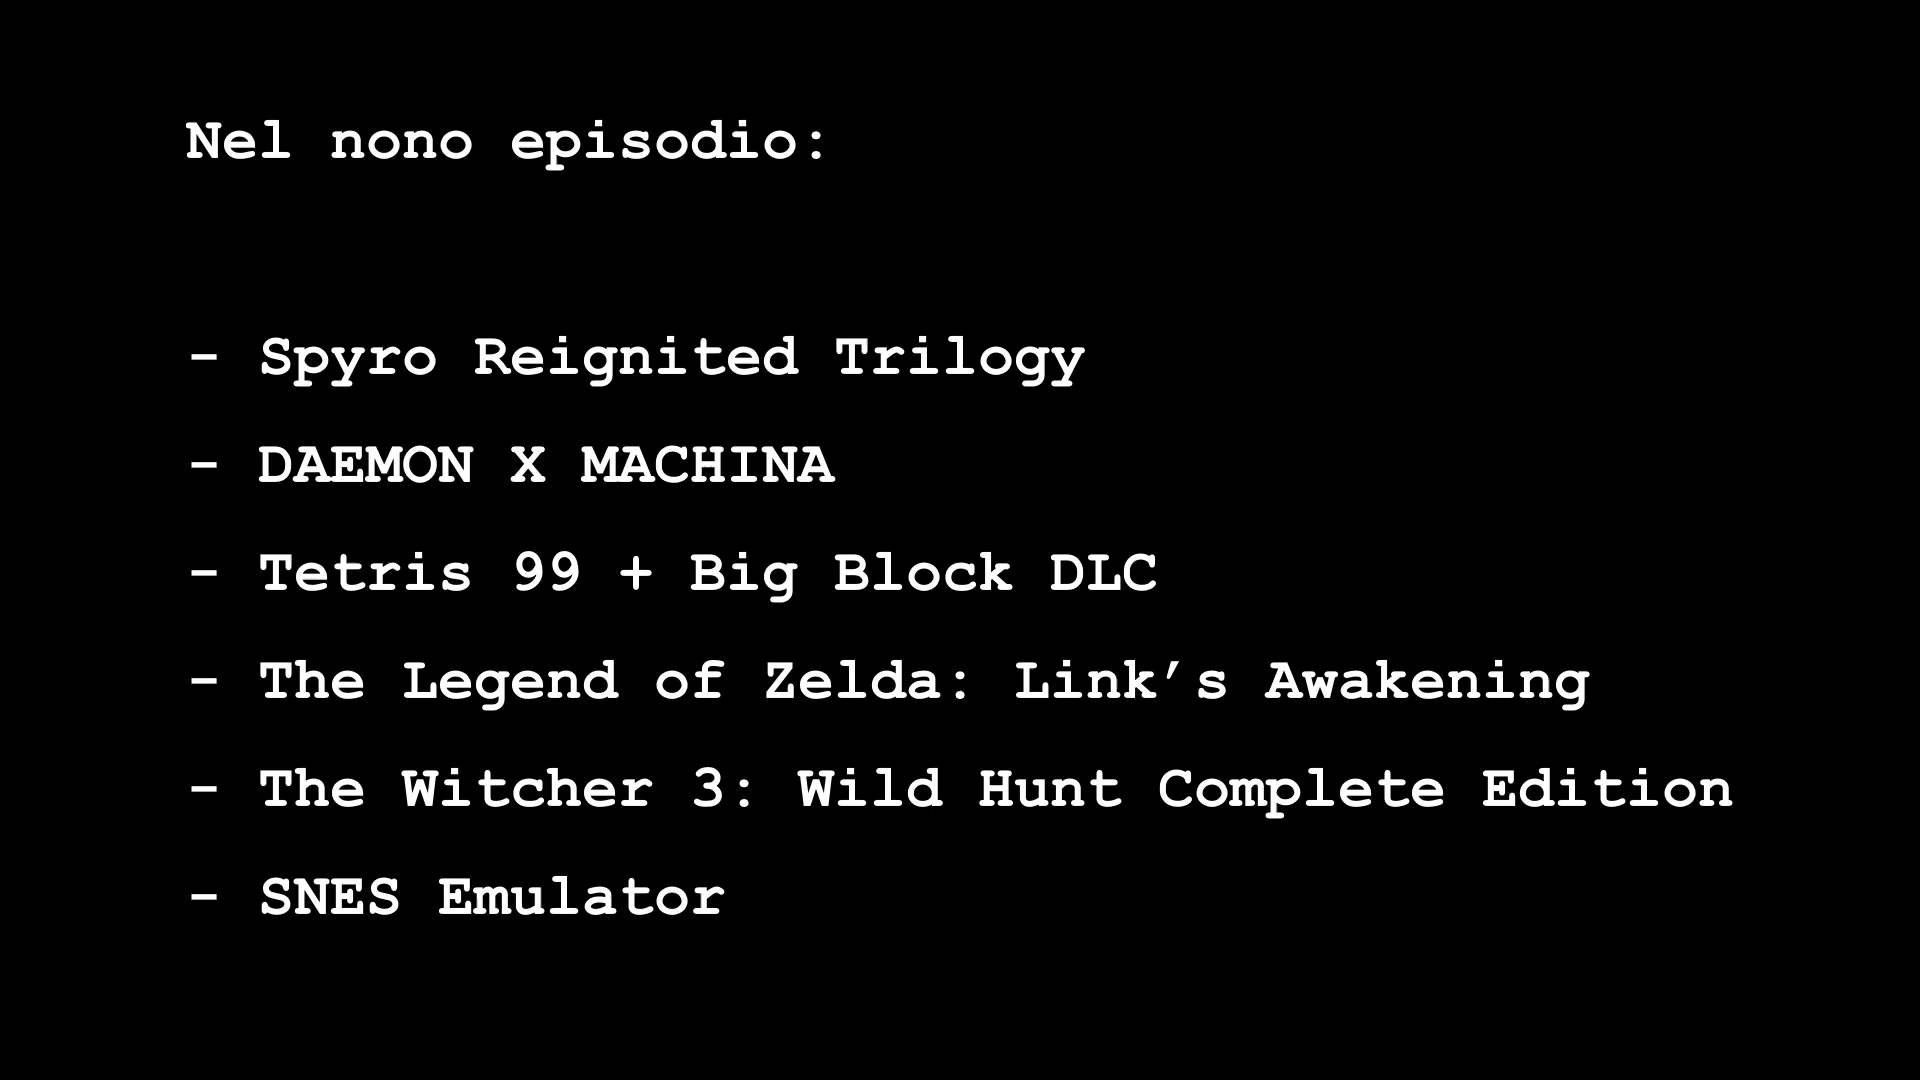 Nel nono episodio:
- Spyro Reignited Trilogy
- DAEMON X MACHINA
- Tetris 99 + Big Block DLC
- The Legend of Zelda: Link’s Awakening
- The Witcher 3: Wild Hunt Complete Edition
- SNES Emulator